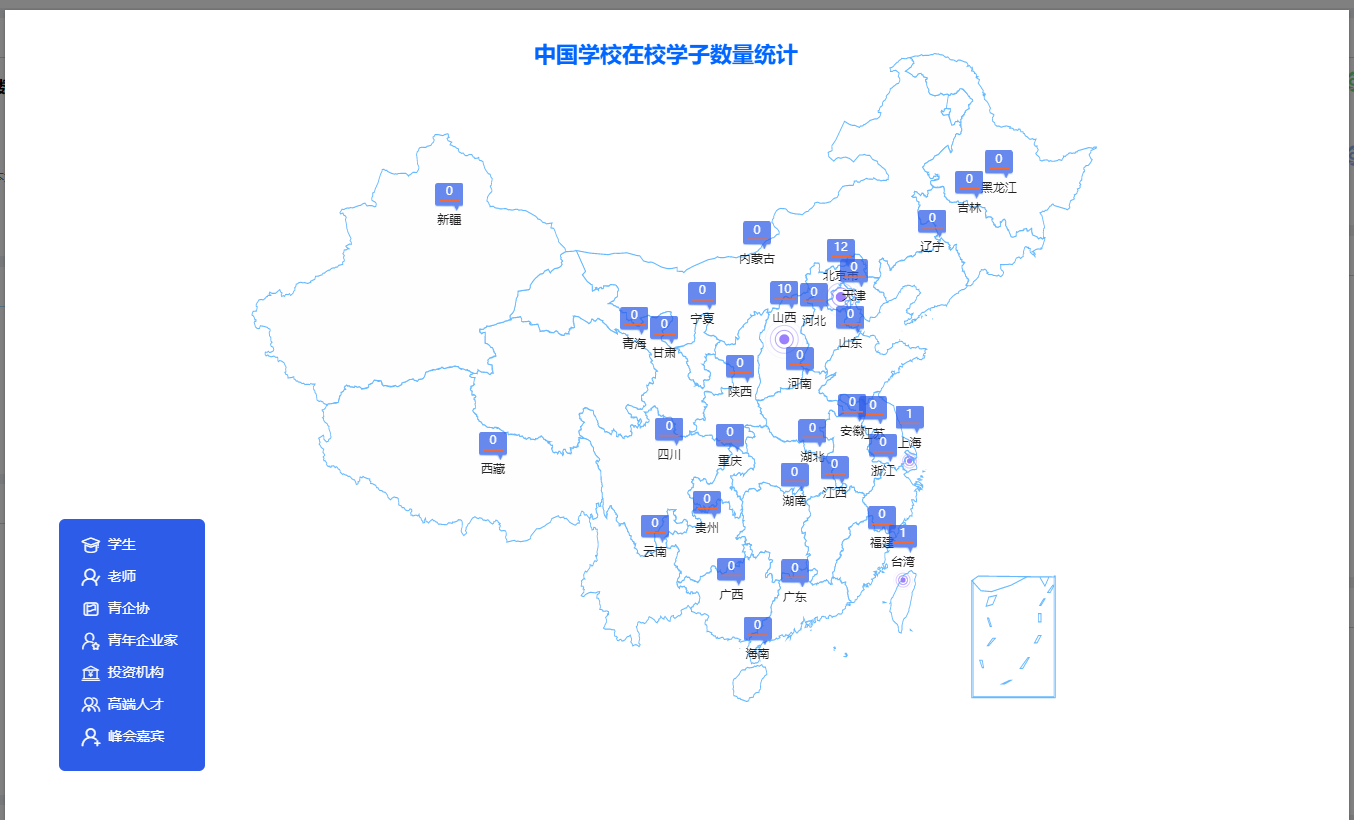 中国学校在校学子数量统计
0
黑龙江
0
吉林
0
新疆
0
辽宁
0
内蒙古
12
北京市
0
天津
0
宁夏
10
山西
0
河北
0
青海
0
甘肃
0
山东
0
陕西
0
河南
0
安徽
0
江苏
1
上海
0
四川
0
重庆
0
湖北
0
浙江
0
西藏
0
湖南
0
江西
0
贵州
0
云南
0
福建
1
台湾
0
广西
0
广东
0
海南
学生
老师
青企协
青年企业家
投资机构
高端人才
峰会嘉宾